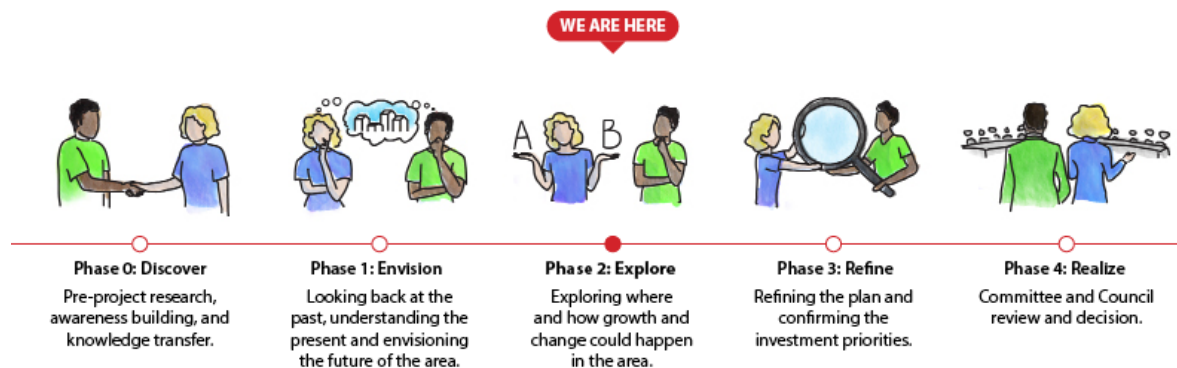 WE ARE HERE
A B
Phase 0: Discover
Pre-project research,
awareness building, and
knowledge transfer.
Phase 1: Envision
Looking back at the
past, understanding the
present and envisioning
the future of the area.
Phase 2: Explore
Exploring where
and how growth and
change could happen
in the area.
Phase 3: Refine
Refining the plan and
confirming the
investment priorities.
Phase 4: Realize
Committee and Council
review and decision.